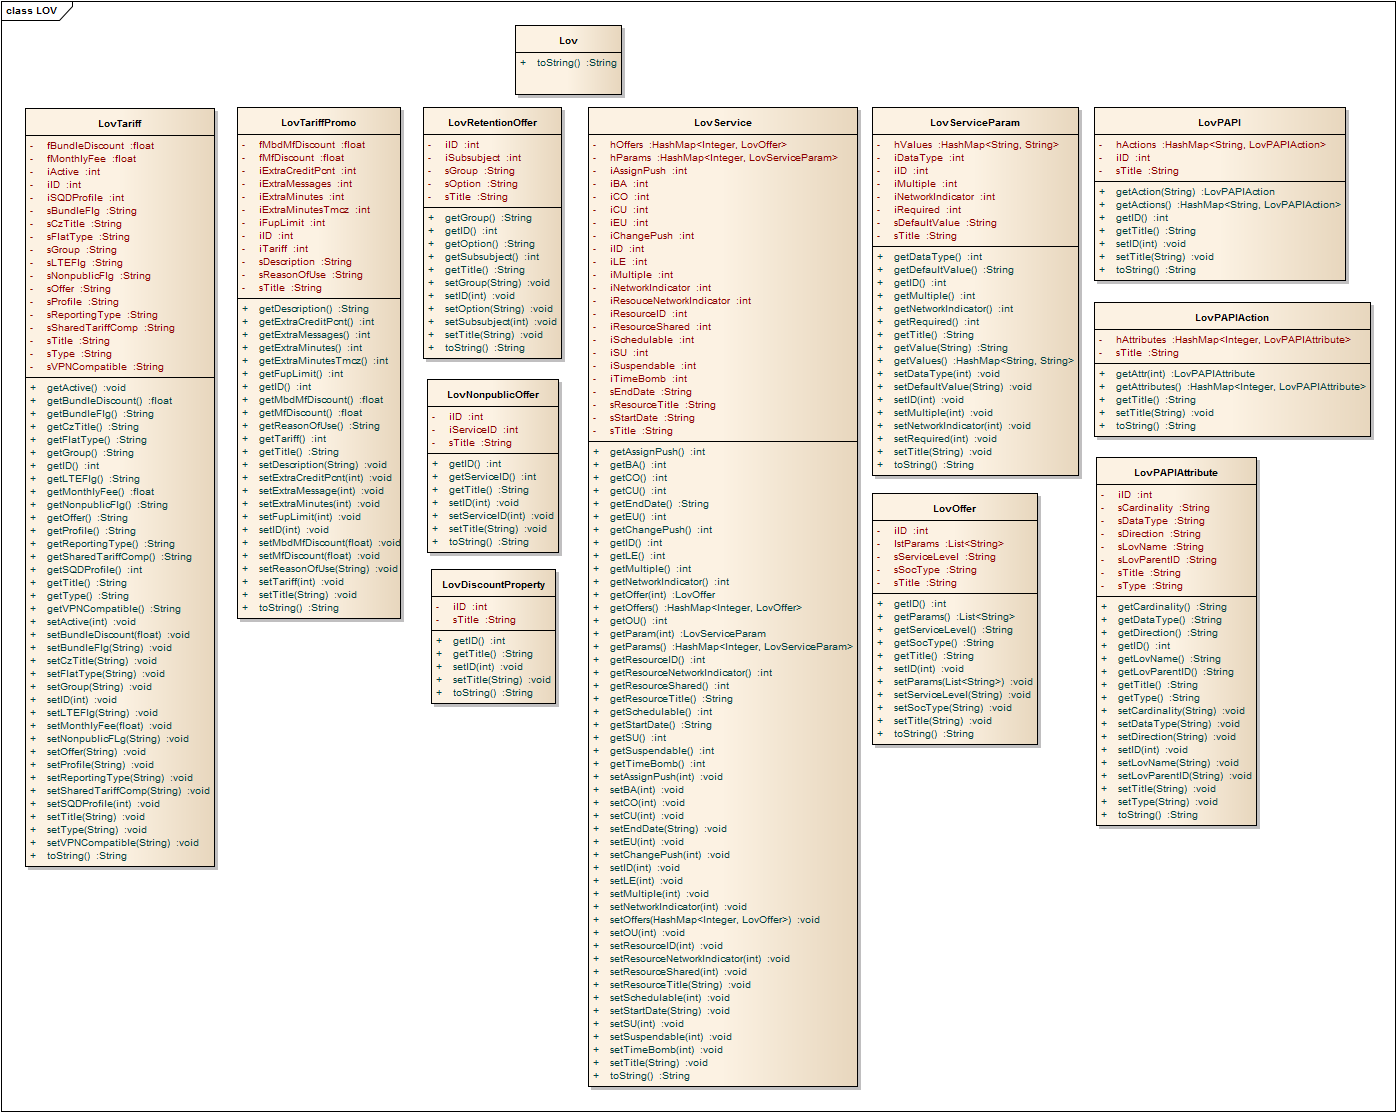 class LOV
Lov
+ toString() :String
LovTariff
- fBundleDiscount :float
- fMonthlyFee :float
- iActive :int
- iID :int
- iSQDProfile :int
- sBundleFlg :String
- sCzTitle :String
- sFlatType :String
- sGroup :String
- sLTEFlg :String
- sNonpublicFlg :String
- sOffer :String
- sProfile :String
- sReportingType :String
- sSharedTariffComp :String
- sTitle :String
- sType :String
- sVPNCompatible :String
+ getActive() :void
+ getBundleDiscount() :float
+ getBundleFlg() :String
+ getCzTitle() :String
+ getFlatType() :String
+ getGroup() :String
+ getID() :int
+ getLTEFlg() :String
+ getMonthlyFee() :float
+ getNonpublicFlg() :String
+ getOffer() :String
+ getProfile() :String
+ getReportingType() :String
+ getSharedTariffComp() :String
+ getSQDProfile() :int
+ getTitle() :String
+ getType() :String
+ getVPNCompatible() :String
+ setActive(int) :void
+ setBundleDiscount(float) :void
+ setBundleFlg(String) :void
+ setCzTitle(String) :void
+ setFlatType(String) :void
+ setGroup(String) :void
+ setID(int) :void
+ setLTEFlg(String) :void
+ setMonthlyFee(float) :void
+ setNonpublicFLg(String) :void
+ setOffer(String) :void
+ setProfile(String) :void
+ setReportingType(String) :void
+ setSharedTariffComp(String) :void
+ setSQDProfile(int) :void
+ setTitle(String) :void
+ setType(String) :void
+ setVPNCompatible(String) :void
+ toString() :String
LovTariffPromo
- fMbdMfDiscount :float
- fMfDiscount :float
- iExtraCreditPcnt :int
- iExtraMessages :int
- iExtraMinutes :int
- iExtraMinutesTmcz :int
- iFupLimit :int
- iID :int
- iTariff :int
- sDescription :String
- sReasonOfUse :String
- sTitle :String
+ getDescription() :String
+ getExtraCreditPcnt() :int
+ getExtraMessages() :int
+ getExtraMinutes() :int
+ getExtraMinutesTmcz() :int
+ getFupLimit() :int
+ getID() :int
+ getMbdMfDiscount() :float
+ getMfDiscount() :float
+ getReasonOfUse() :String
+ getTariff() :int
+ getTitle() :String
+ setDescription(String) :void
+ setExtraCreditPcnt(int) :void
+ setExtraMessage(int) :void
+ setExtraMinutes(int) :void
+ setFupLimit(int) :void
+ setID(int) :void
+ setMbdMfDiscount(float) :void
+ setMfDiscount(float) :void
+ setReasonOfUse(String) :void
+ setTariff(int) :void
+ setTitle(String) :void
+ toString() :String
LovRetentionOffer
- iID :int
- iSubsubject :int
- sGroup :String
- sOption :String
- sTitle :String
+ getGroup() :String
+ getID() :int
+ getOption() :String
+ getSubsubject() :int
+ getTitle() :String
+ setGroup(String) :void
+ setID(int) :void
+ setOption(String) :void
+ setSubsubject(int) :void
+ setTitle(String) :void
+ toString() :String
LovNonpublicOffer
- iID :int
- iServiceID :int
- sTitle :String
+ getID() :int
+ getServiceID() :int
+ getTitle() :String
+ setID(int) :void
+ setServiceID(int) :void
+ setTitle(String) :void
+ toString() :String
LovDiscountProperty
- iID :int
- sTitle :String
+ getID() :int
+ getTitle() :String
+ setID(int) :void
+ setTitle(String) :void
+ toString() :String
LovService
- hOffers :HashMap<Integer, LovOffer>
- hParams :HashMap<Integer, LovServiceParam>
- iAssignPush :int
- iBA :int
- iCO :int
- iCU :int
- iEU :int
- iChangePush :int
- iID :int
- iLE :int
- iMultiple :int
- iNetworkIndicator :int
- iResouceNetworkIndicator :int
- iResourceID :int
- iResourceShared :int
- iSchedulable :int
- iSU :int
- iSuspendable :int
- iTimeBomb :int
- sEndDate :String
- sResourceTitle :String
- sStartDate :String
- sTitle :String
+ getAssignPush() :int
+ getBA() :int
+ getCO() :int
+ getCU() :int
+ getEndDate() :String
+ getEU() :int
+ getChangePush() :int
+ getID() :int
+ getLE() :int
+ getMultiple() :int
+ getNetworkIndicator() :int
+ getOffer(int) :LovOffer
+ getOffers() :HashMap<Integer, LovOffer>
+ getOU() :int
+ getParam(int) :LovServiceParam
+ getParams() :HashMap<Integer, LovServiceParam>
+ getResourceID() :int
+ getResourceNetworkIndicator() :int
+ getResourceShared() :int
+ getResourceTitle() :String
+ getSchedulable() :int
+ getStartDate() :String
+ getSU() :int
+ getSuspendable() :int
+ getTimeBomb() :int
+ setAssignPush(int) :void
+ setBA(int) :void
+ setCO(int) :void
+ setCU(int) :void
+ setEndDate(String) :void
+ setEU(int) :void
+ setChangePush(int) :void
+ setID(int) :void
+ setLE(int) :void
+ setMultiple(int) :void
+ setNetworkIndicator(int) :void
+ setOffers(HashMap<Integer, LovOffer>) :void
+ setOU(int) :void
+ setResourceID(int) :void
+ setResourceNetworkIndicator(int) :void
+ setResourceShared(int) :void
+ setResourceTitle(String) :void
+ setSchedulable(int) :void
+ setStartDate(String) :void
+ setSU(int) :void
+ setSuspendable(int) :void
+ setTimeBomb(int) :void
+ setTitle(String) :void
+ toString() :String
LovServiceParam
- hValues :HashMap<String, String>
- iDataType :int
- iID :int
- iMultiple :int
- iNetworkIndicator :int
- iRequired :int
- sDefaultValue :String
- sTitle :String
+ getDataType() :int
+ getDefaultValue() :String
+ getID() :int
+ getMultiple() :int
+ getNetworkIndicator() :int
+ getRequired() :int
+ getTitle() :String
+ getValue(String) :String
+ getValues() :HashMap<String, String>
+ setDataType(int) :void
+ setDefaultValue(String) :void
+ setID(int) :void
+ setMultiple(int) :void
+ setNetworkIndicator(int) :void
+ setRequired(int) :void
+ setTitle(String) :void
+ toString() :String
LovOffer
- iID :int
- lstParams :List<String>
- sServiceLevel :String
- sSocType :String
- sTitle :String
+ getID() :int
+ getParams() :List<String>
+ getServiceLevel() :String
+ getSocType() :String
+ getTitle() :String
+ setID(int) :void
+ setParams(List<String>) :void
+ setServiceLevel(String) :void
+ setSocType(String) :void
+ setTitle(String) :void
+ toString() :String
LovPAPI
- hActions :HashMap<String, LovPAPIAction>
- iID :int
- sTitle :String
+ getAction(String) :LovPAPIAction
+ getActions() :HashMap<String, LovPAPIAction>
+ getID() :int
+ getTitle() :String
+ setID(int) :void
+ setTitle(String) :void
+ toString() :String
LovPAPIAction
- hAttributes :HashMap<Integer, LovPAPIAttribute>
- sTitle :String
+ getAttr(int) :LovPAPIAttribute
+ getAttributes() :HashMap<Integer, LovPAPIAttribute>
+ getTitle() :String
+ setTitle(String) :void
+ toString() :String
LovPAPIAttribute
- iID :int
- sCardinality :String
- sDataType :String
- sDirection :String
- sLovName :String
- sLovParentID :String
- sTitle :String
- sType :String
+ getCardinality() :String
+ getDataType() :String
+ getDirection() :String
+ getID() :int
+ getLovName() :String
+ getLovParentID() :String
+ getTitle() :String
+ getType() :String
+ setCardinality(String) :void
+ setDataType(String) :void
+ setDirection(String) :void
+ setID(int) :void
+ setLovName(String) :void
+ setLovParentID(String) :void
+ setTitle(String) :void
+ setType(String) :void
+ toString() :String